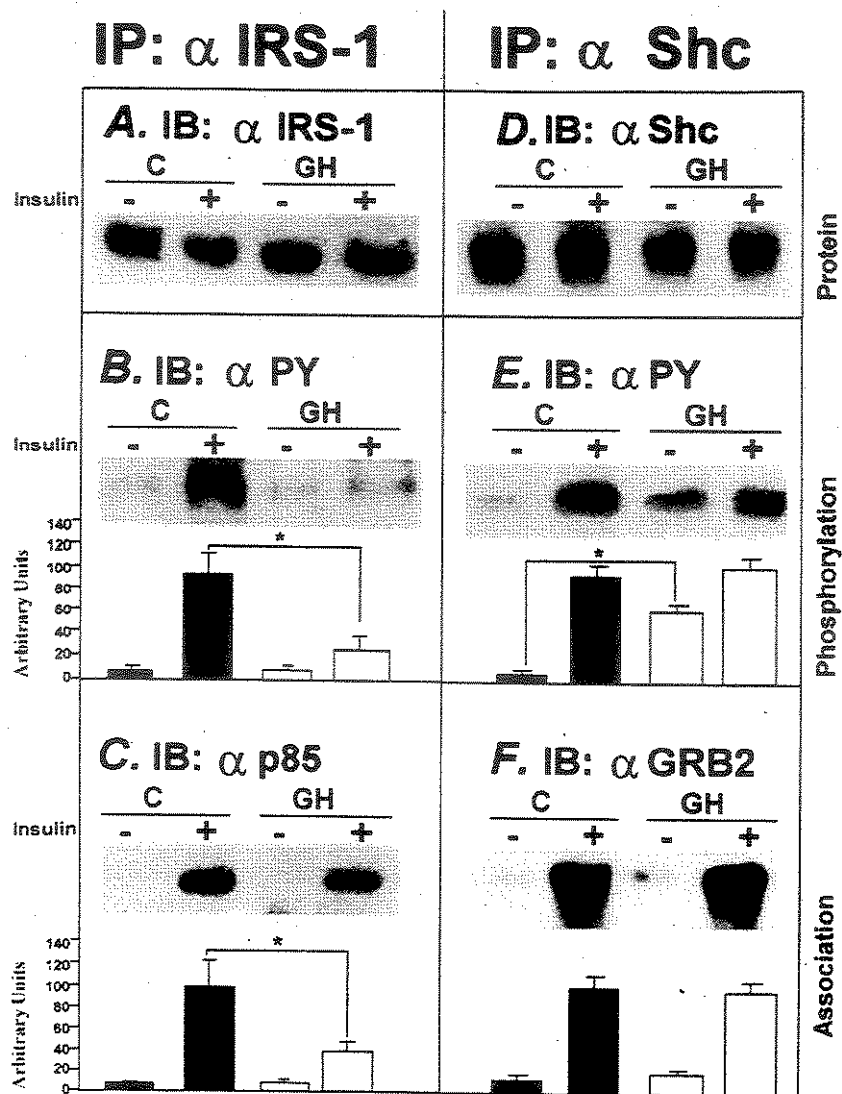 IP: α IRS-1
IP: α Shc
A. IB: α IRS-1
C GH
Insulin - + - +
D. IB: α Shc
C GH
- + - +
Protein
B. IB: α PY
C GH
Insulin - + - +
140
120
100
80
60
40
20
0
Arbitrary Units
*
E. IB: α PY
C GH
- + - +
*
Phosphorylation
C. IB: α p85
C GH
Insulin - + - +
140
120
100
80
60
40
20
0
Arbitrary Units
*
F. IB: α GRB2
C GH
- + - +
Association